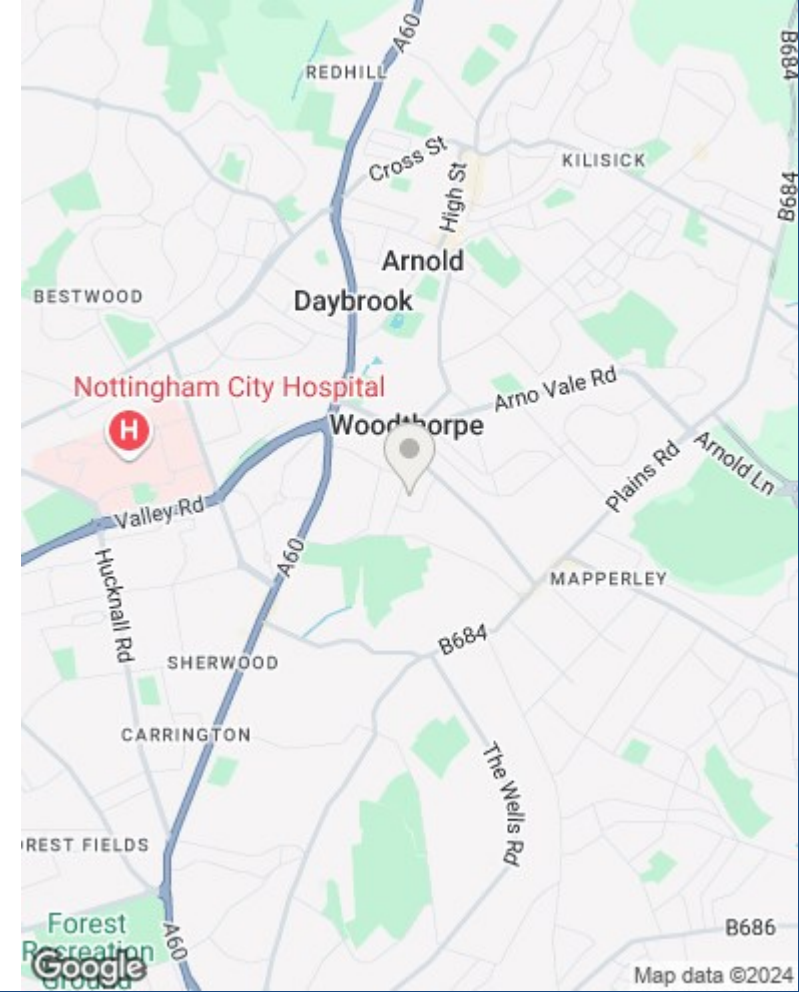 A60
B684
REDHILL
Cross St
KILISICK
High St
B684
Arnold
BESTWOOD
Daybrook
Nottingham City Hospital
H
Arno Vale Rd
Woodthorpe
Plains Rd
Arnold Ln
Valley Rd
A60
Hucknall Rd
MAPPERLEY
B684
SHERWOOD
CARRINGTON
The Wells Rd
REST FIELDS
Forest
Recreation
Ground
A60
B686
Google
Map data ©2024